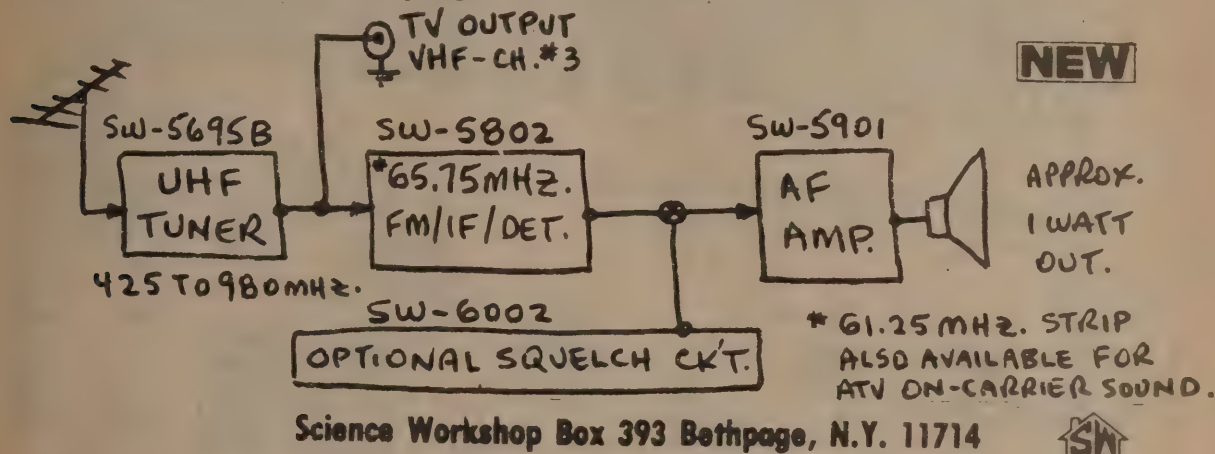 TV OUTPUT
VHF-CH.#3
NEW
SW-5695B
SW-5802
SW-5901
UHF
TUNER
*65.75MHZ.
FM/IF/DET.
AF
AMP.
APPROX.
1 WATT
OUT.
425 TO 980MHZ.
SW-6002
OPTIONAL SQUELCH CK'T.
* 61.25 MHZ. STRIP
ALSO AVAILABLE FOR
ATV ON-CARRIER SOUND.
Science Workshop Box 393 Bethpage, N.Y. 11714
SW